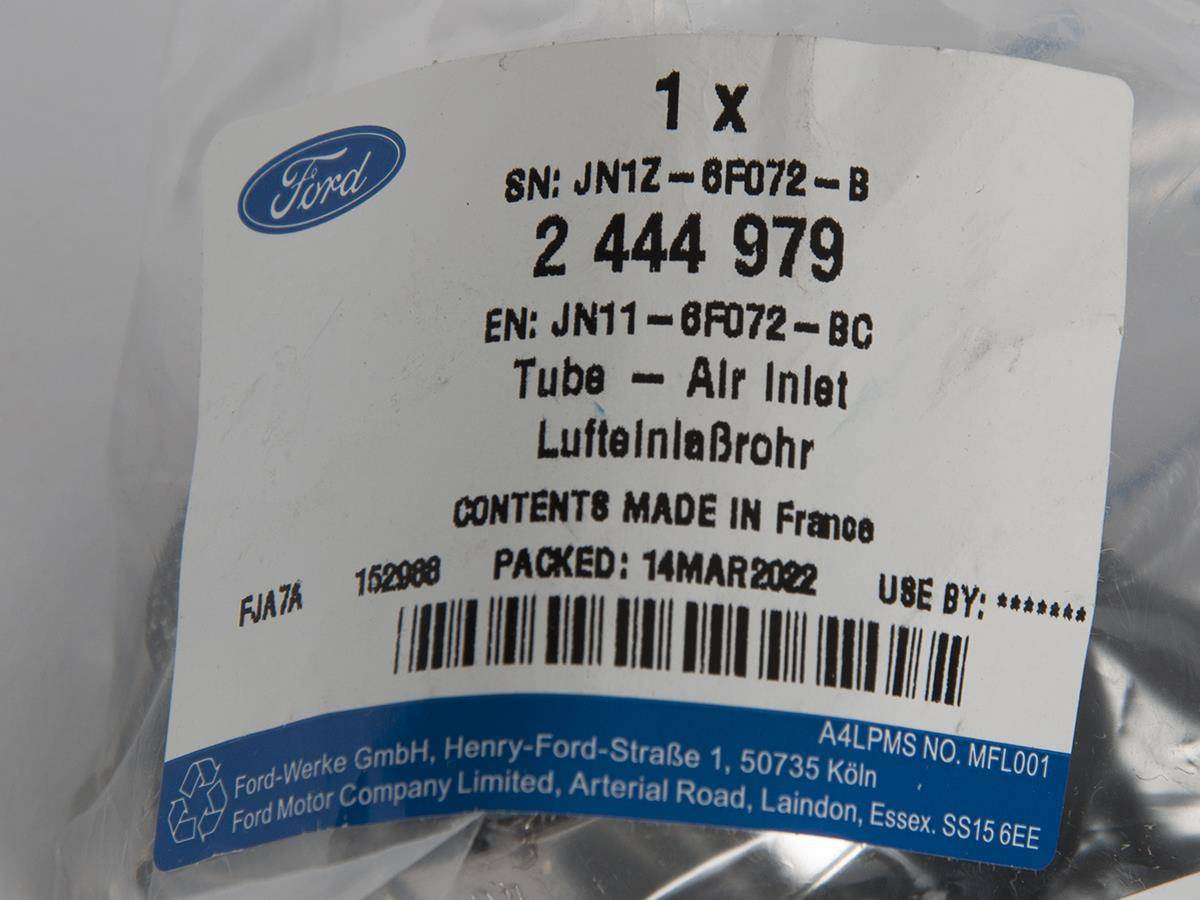 1 x
Ford
SN: JN1Z-6F072-B
2 444 979
EN: JN11-6F072-BC
Tube - Air Inlet
Lufteinlaßrohr
CONTENTS MADE IN France
FJA7A 152988 PACKED: 14MAR2022 USE BY: *******
A4LPMS NO. MFL001
Ford-Werke GmbH, Henry-Ford-Straße 1, 50735 Köln
Ford Motor Company Limited, Arterial Road, Laindon, Essex. SS15 6EE